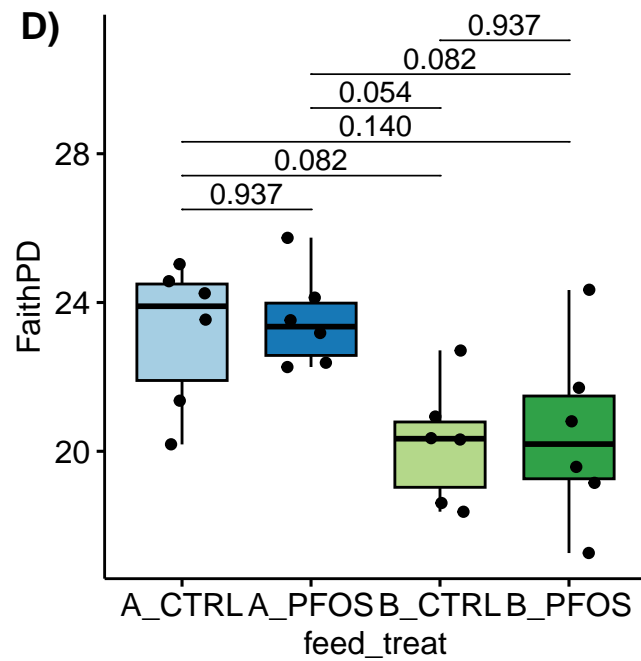 D)
0.937
0.082
0.054
0.140
0.082
0.937
28
24
20
FaithPD
A_CTRL A_PFOS B_CTRL B_PFOS
feed_treat